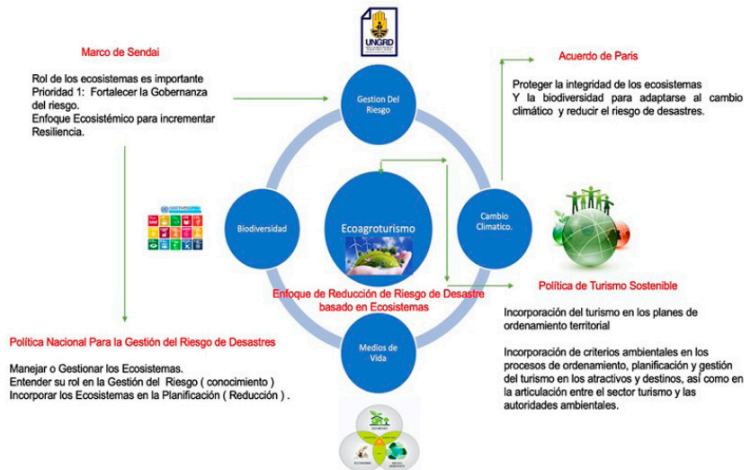 UNGRD
Marco de Sendai
Rol de los ecosistemas es importante
Prioridad 1: Fortalecer la Gobernanza
del riesgo.
Enfoque Ecosistémico para incrementar
Resiliencia.
Gestion Del
Riesgo
Acuerdo de Paris
Proteger la integridad de los ecosistemas
Y la biodiversidad para adaptarse al cambio
climático y reducir el riesgo de desastres.
Biodiversidad
Ecoagroturismo
Cambio
Climatico.
Enfoque de Reducción de Riesgo de Desastre
basado en Ecosistemas
Política de Turismo Sostenible
Incorporación del turismo en los planes de
ordenamiento territorial
Incorporación de criterios ambientales en los
procesos de ordenamiento, planificación y gestión
del turismo en los atractivos y destinos, así como en
la articulación entre el sector turismo y las
autoridades ambientales.
Política Nacional Para la Gestión del Riesgo de Desastres
Manejar o Gestionar los Ecosistemas.
Entender su rol en la Gestión del Riesgo ( conocimiento )
Incorporar los Ecosistemas en la Planificación ( Reducción ) .
Medios de
Vida